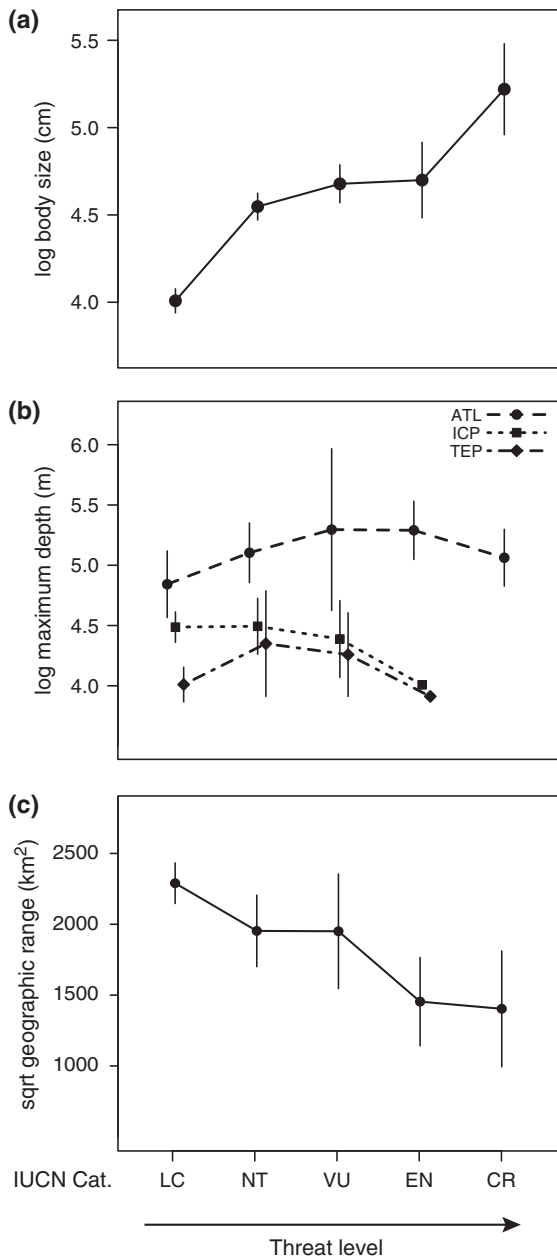 (a)
5.5
5.0
4.5
4.0
log body size (cm)
(b)
ATL
ICP
TEP
6.0
5.5
5.0
4.5
4.0
log maximum depth (m)
(c)
2500
2000
1500
1000
sqrt geographic range (km²)
IUCN Cat. LC NT VU EN CR
Threat level